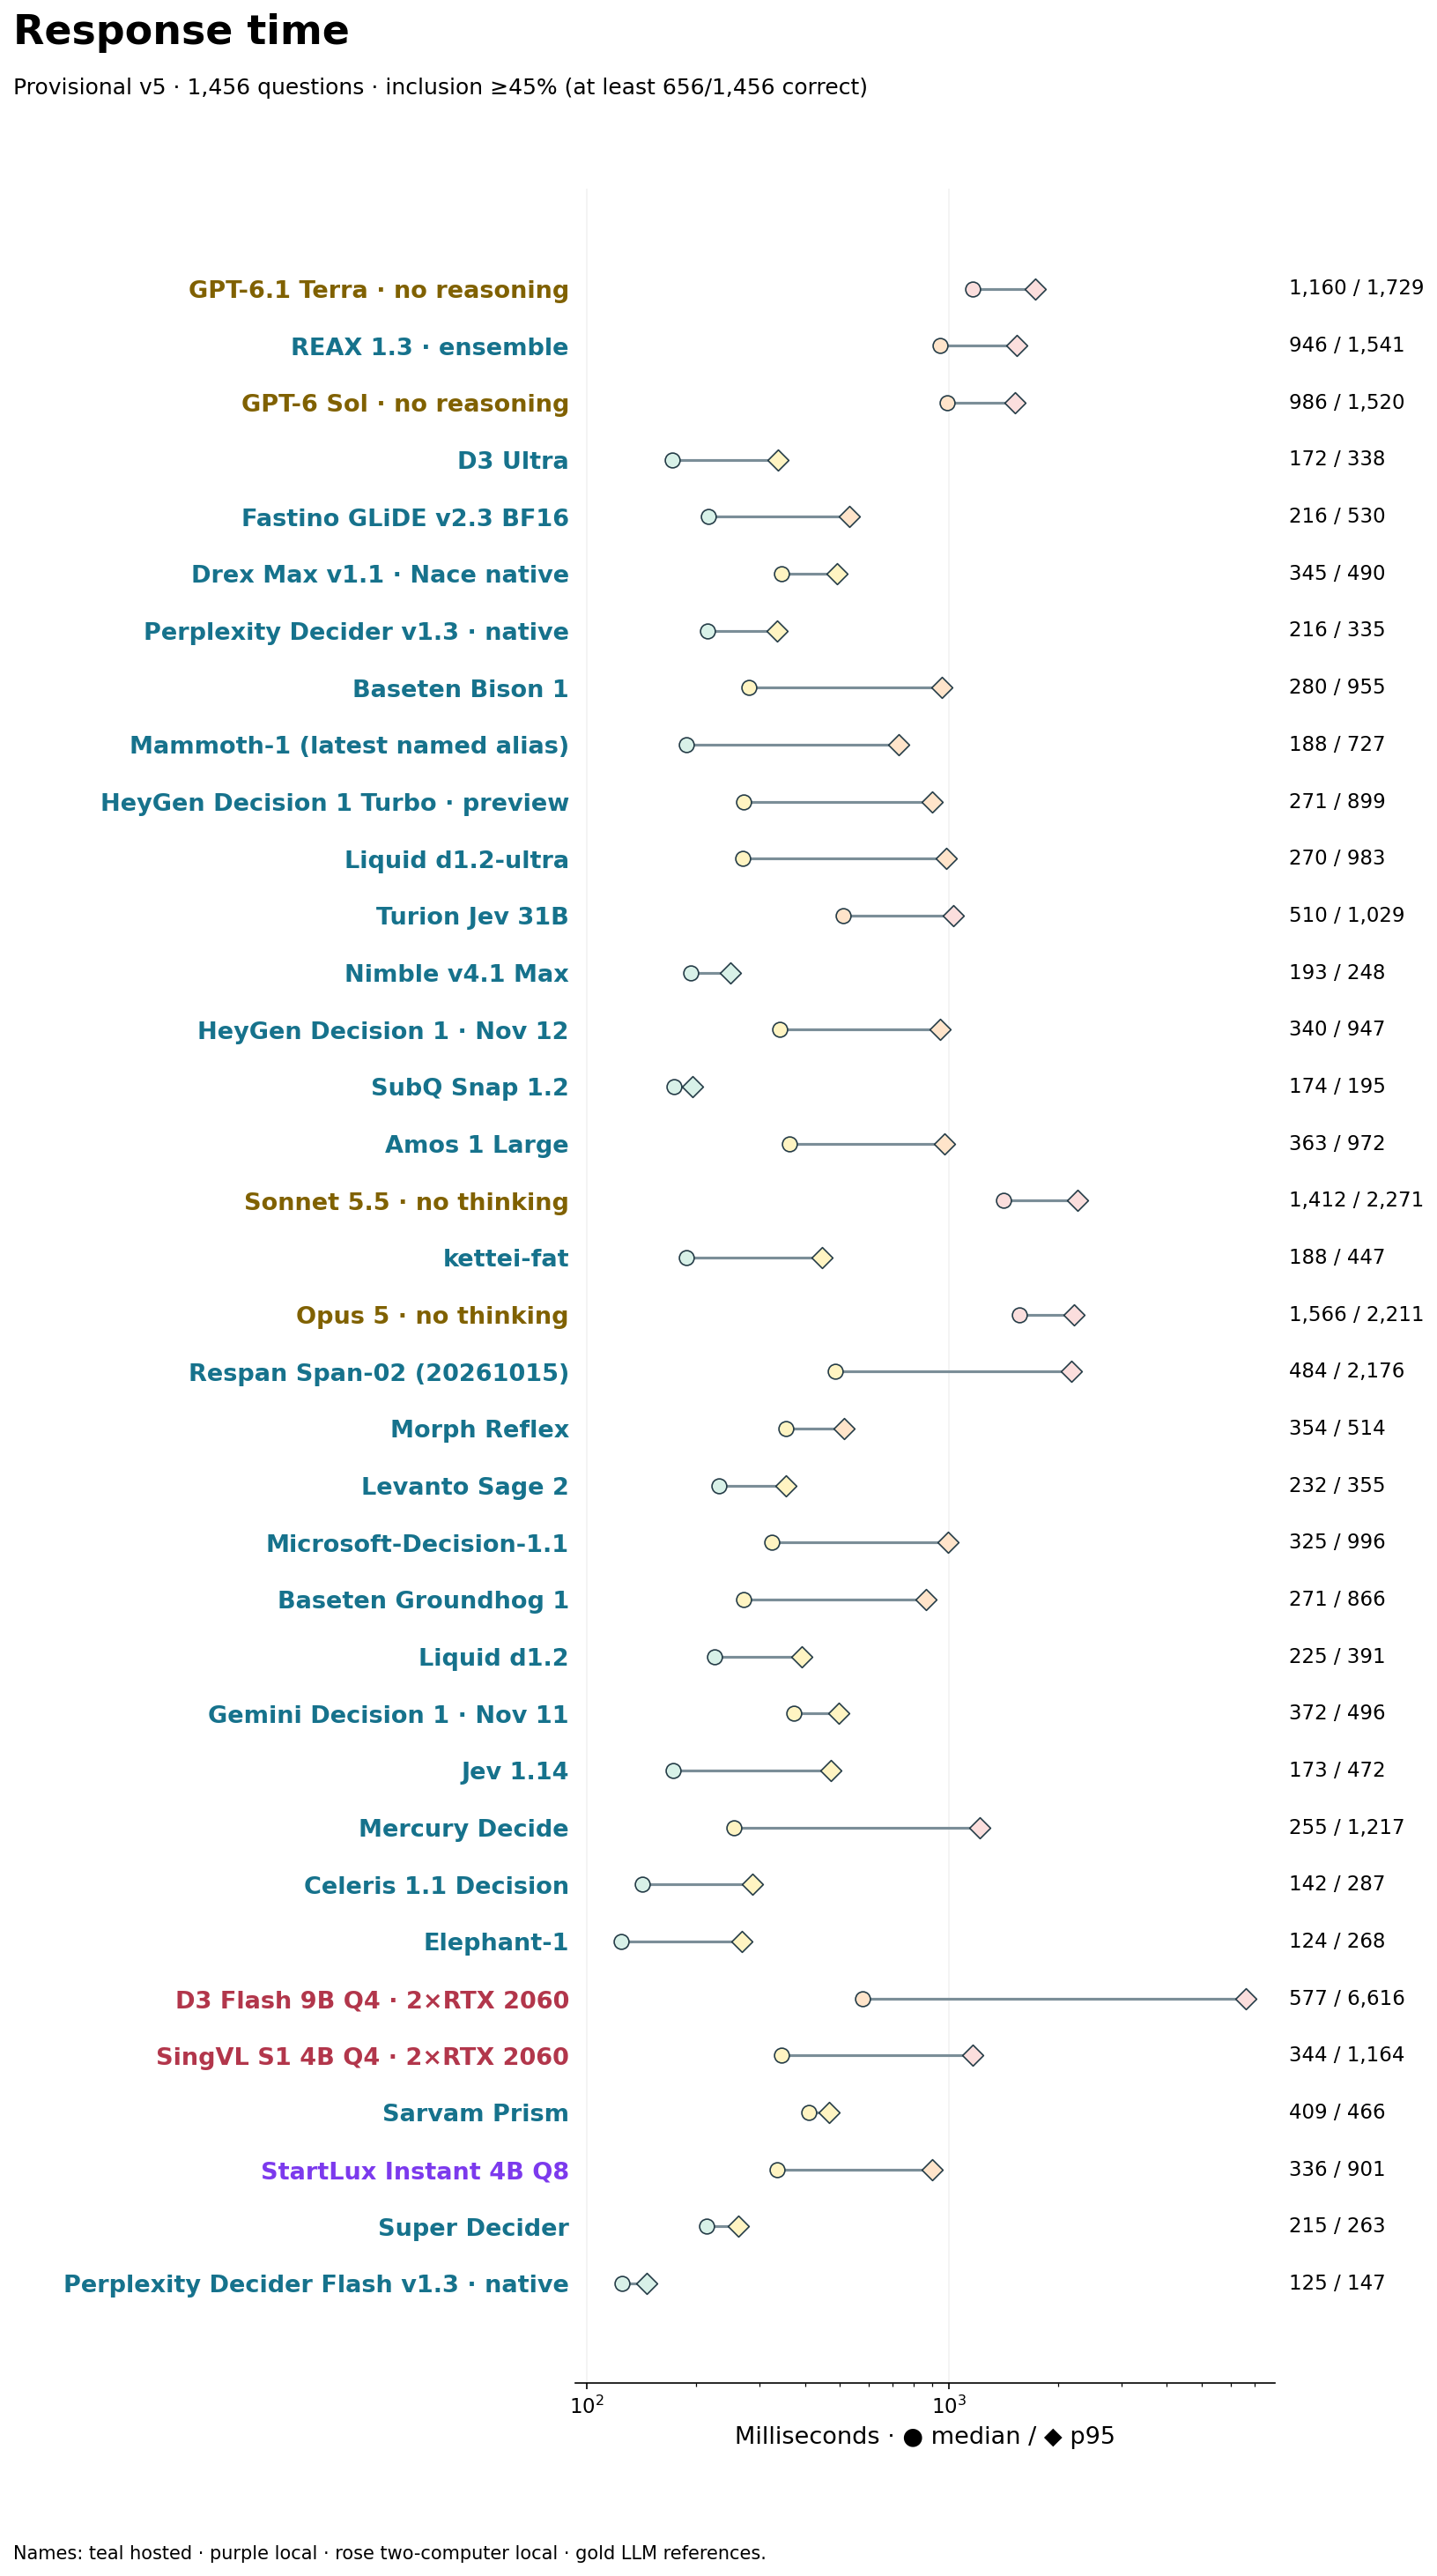 Response time
Provisional v5 · 1,456 questions · inclusion ≥45% (at least 656/1,456 correct)
GPT-6.1 Terra · no reasoning 1,160 / 1,729
REAX 1.3 · ensemble 946 / 1,541
GPT-6 Sol · no reasoning 986 / 1,520
D3 Ultra 172 / 338
Fastino GLiDE v2.3 BF16 216 / 530
Drex Max v1.1 · Nace native 345 / 490
Perplexity Decider v1.3 · native 216 / 335
Baseten Bison 1 280 / 955
Mammoth-1 (latest named alias) 188 / 727
HeyGen Decision 1 Turbo · preview 271 / 899
Liquid d1.2-ultra 270 / 983
Turion Jev 31B 510 / 1,029
Nimble v4.1 Max 193 / 248
HeyGen Decision 1 · Nov 12 340 / 947
SubQ Snap 1.2 174 / 195
Amos 1 Large 363 / 972
Sonnet 5.5 · no thinking 1,412 / 2,271
kettei-fat 188 / 447
Opus 5 · no thinking 1,566 / 2,211
Respan Span-02 (20261015) 484 / 2,176
Morph Reflex 354 / 514
Levanto Sage 2 232 / 355
Microsoft-Decision-1.1 325 / 996
Baseten Groundhog 1 271 / 866
Liquid d1.2 225 / 391
Gemini Decision 1 · Nov 11 372 / 496
Jev 1.14 173 / 472
Mercury Decide 255 / 1,217
Celeris 1.1 Decision 142 / 287
Elephant-1 124 / 268
D3 Flash 9B Q4 · 2×RTX 2060 577 / 6,616
SingVL S1 4B Q4 · 2×RTX 2060 344 / 1,164
Sarvam Prism 409 / 466
StartLux Instant 4B Q8 336 / 901
Super Decider 215 / 263
Perplexity Decider Flash v1.3 · native 125 / 147
10² 10³
Milliseconds · ● median / ◆ p95
Names: teal hosted · purple local · rose two-computer local · gold LLM references.